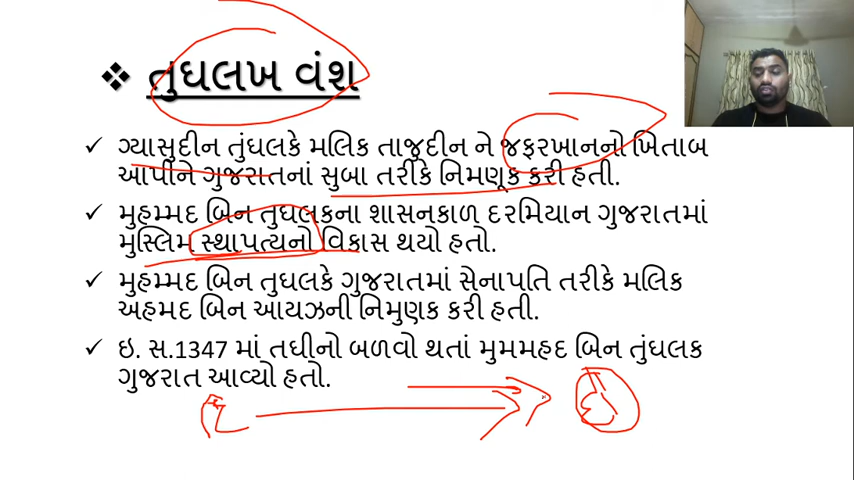 તુઘલખ વંશ
ગ્યાસુદીન તુંઘલકે મલિક તાજુદીન ને જફરખાનનો ખિતાબ
આપીને ગુજરાતનાં સુબા તરીકે નિમણૂક કરી હતી.
મુહમ્મદ બિન તુઘલકના શાસનકાળ દરમિયાન ગુજરાતમાં
મુસ્લિમ સ્થાપત્યનો વિકાસ થયો હતો.
મુહમ્મદ બિન તુઘલકે ગુજરાતમાં સેનાપતિ તરીકે મલિક
અહમદ બિન આયઝની નિમુણક કરી હતી.
ઇ. સ.1347 માં તઘીનો બળવો થતાં મુમમહદ બિન તુંઘલક
ગુજરાત આવ્યો હતો.